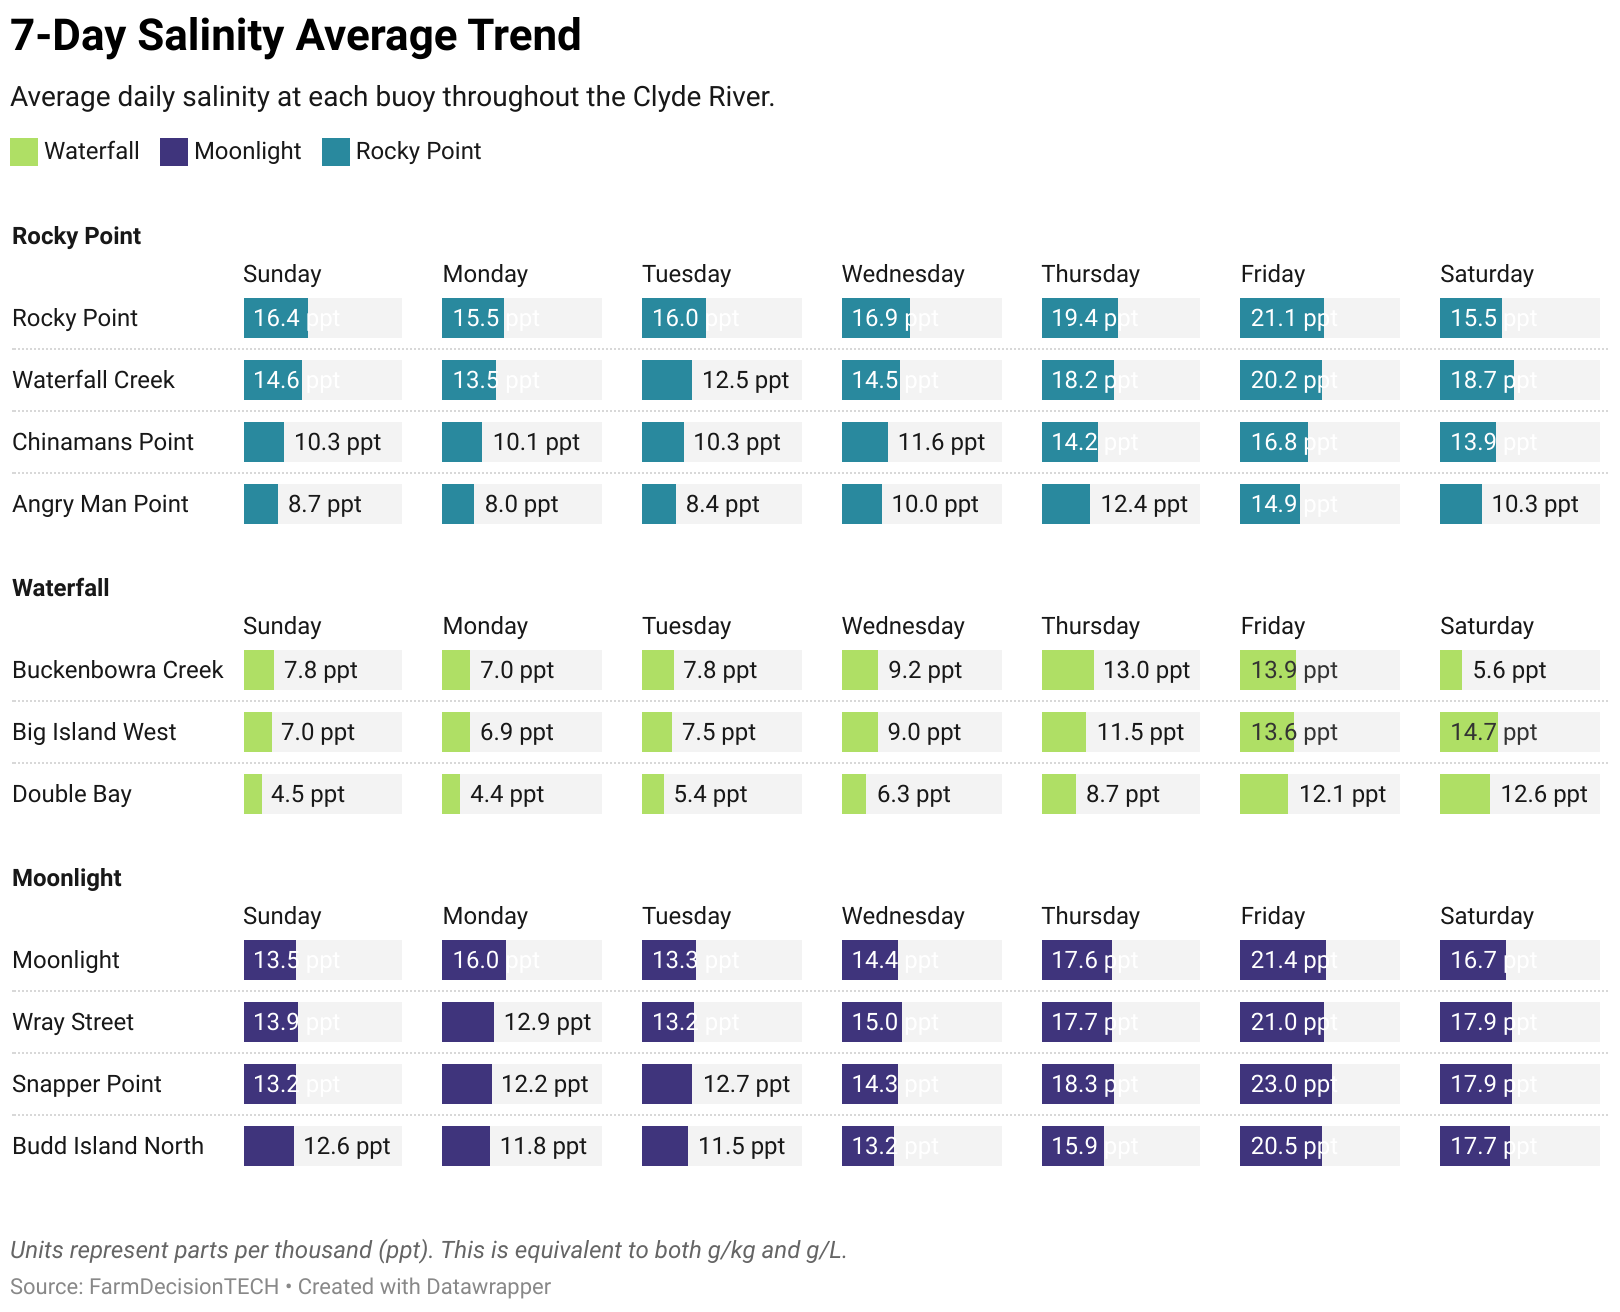 7-Day Salinity Average Trend
Average daily salinity at each buoy throughout the Clyde River.
Waterfall Moonlight Rocky Point
Rocky Point
Sunday Monday Tuesday Wednesday Thursday Friday Saturday
Rocky Point 16.4 ppt 15.5 ppt 16.0 ppt 16.9 ppt 19.4 ppt 21.1 ppt 15.5 ppt
Waterfall Creek 14.6 ppt 13.5 ppt 12.5 ppt 14.5 ppt 18.2 ppt 20.2 ppt 18.7 ppt
Chinamans Point 10.3 ppt 10.1 ppt 10.3 ppt 11.6 ppt 14.2 ppt 16.8 ppt 13.9 ppt
Angry Man Point 8.7 ppt 8.0 ppt 8.4 ppt 10.0 ppt 12.4 ppt 14.9 ppt 10.3 ppt
Waterfall
Sunday Monday Tuesday Wednesday Thursday Friday Saturday
Buckenbowra Creek 7.8 ppt 7.0 ppt 7.8 ppt 9.2 ppt 13.0 ppt 13.9 ppt 5.6 ppt
Big Island West 7.0 ppt 6.9 ppt 7.5 ppt 9.0 ppt 11.5 ppt 13.6 ppt 14.7 ppt
Double Bay 4.5 ppt 4.4 ppt 5.4 ppt 6.3 ppt 8.7 ppt 12.1 ppt 12.6 ppt
Moonlight
Sunday Monday Tuesday Wednesday Thursday Friday Saturday
Moonlight 13.5 ppt 16.0 ppt 13.3 ppt 14.4 ppt 17.6 ppt 21.4 ppt 16.7 ppt
Wray Street 13.9 ppt 12.9 ppt 13.2 ppt 15.0 ppt 17.7 ppt 21.0 ppt 17.9 ppt
Snapper Point 13.2 ppt 12.2 ppt 12.7 ppt 14.3 ppt 18.3 ppt 23.0 ppt 17.9 ppt
Budd Island North 12.6 ppt 11.8 ppt 11.5 ppt 13.2 ppt 15.9 ppt 20.5 ppt 17.7 ppt
Units represent parts per thousand (ppt). This is equivalent to both g/kg and g/L.
Source: FarmDecisionTECH • Created with Datawrapper